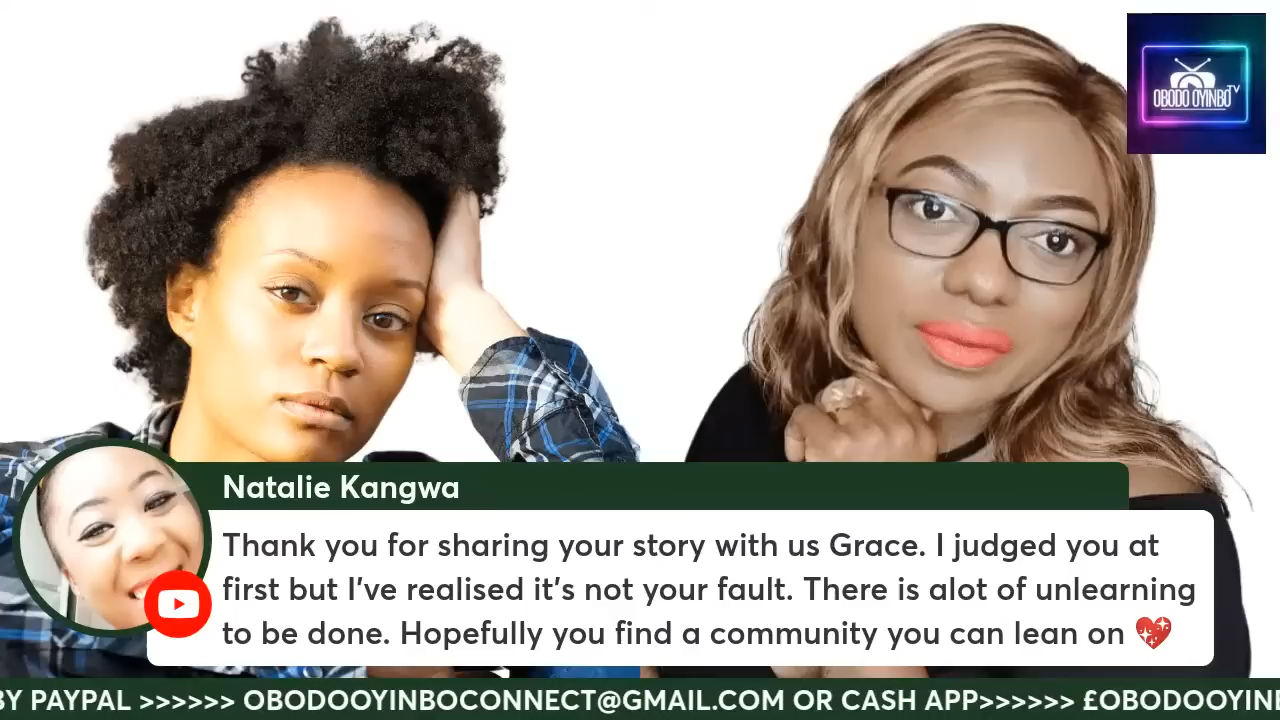 OBODO OYINBO TV
Natalie Kangwa
Thank you for sharing your story with us Grace. I judged you at
first but I've realised it's not your fault. There is alot of unlearning
to be done. Hopefully you find a community you can lean on 💖
BY PAYPAL >>>>>> OBODOOYINBOCONNECT@GMAIL.COM OR CASH APP>>>>>> £OBODOOYIN